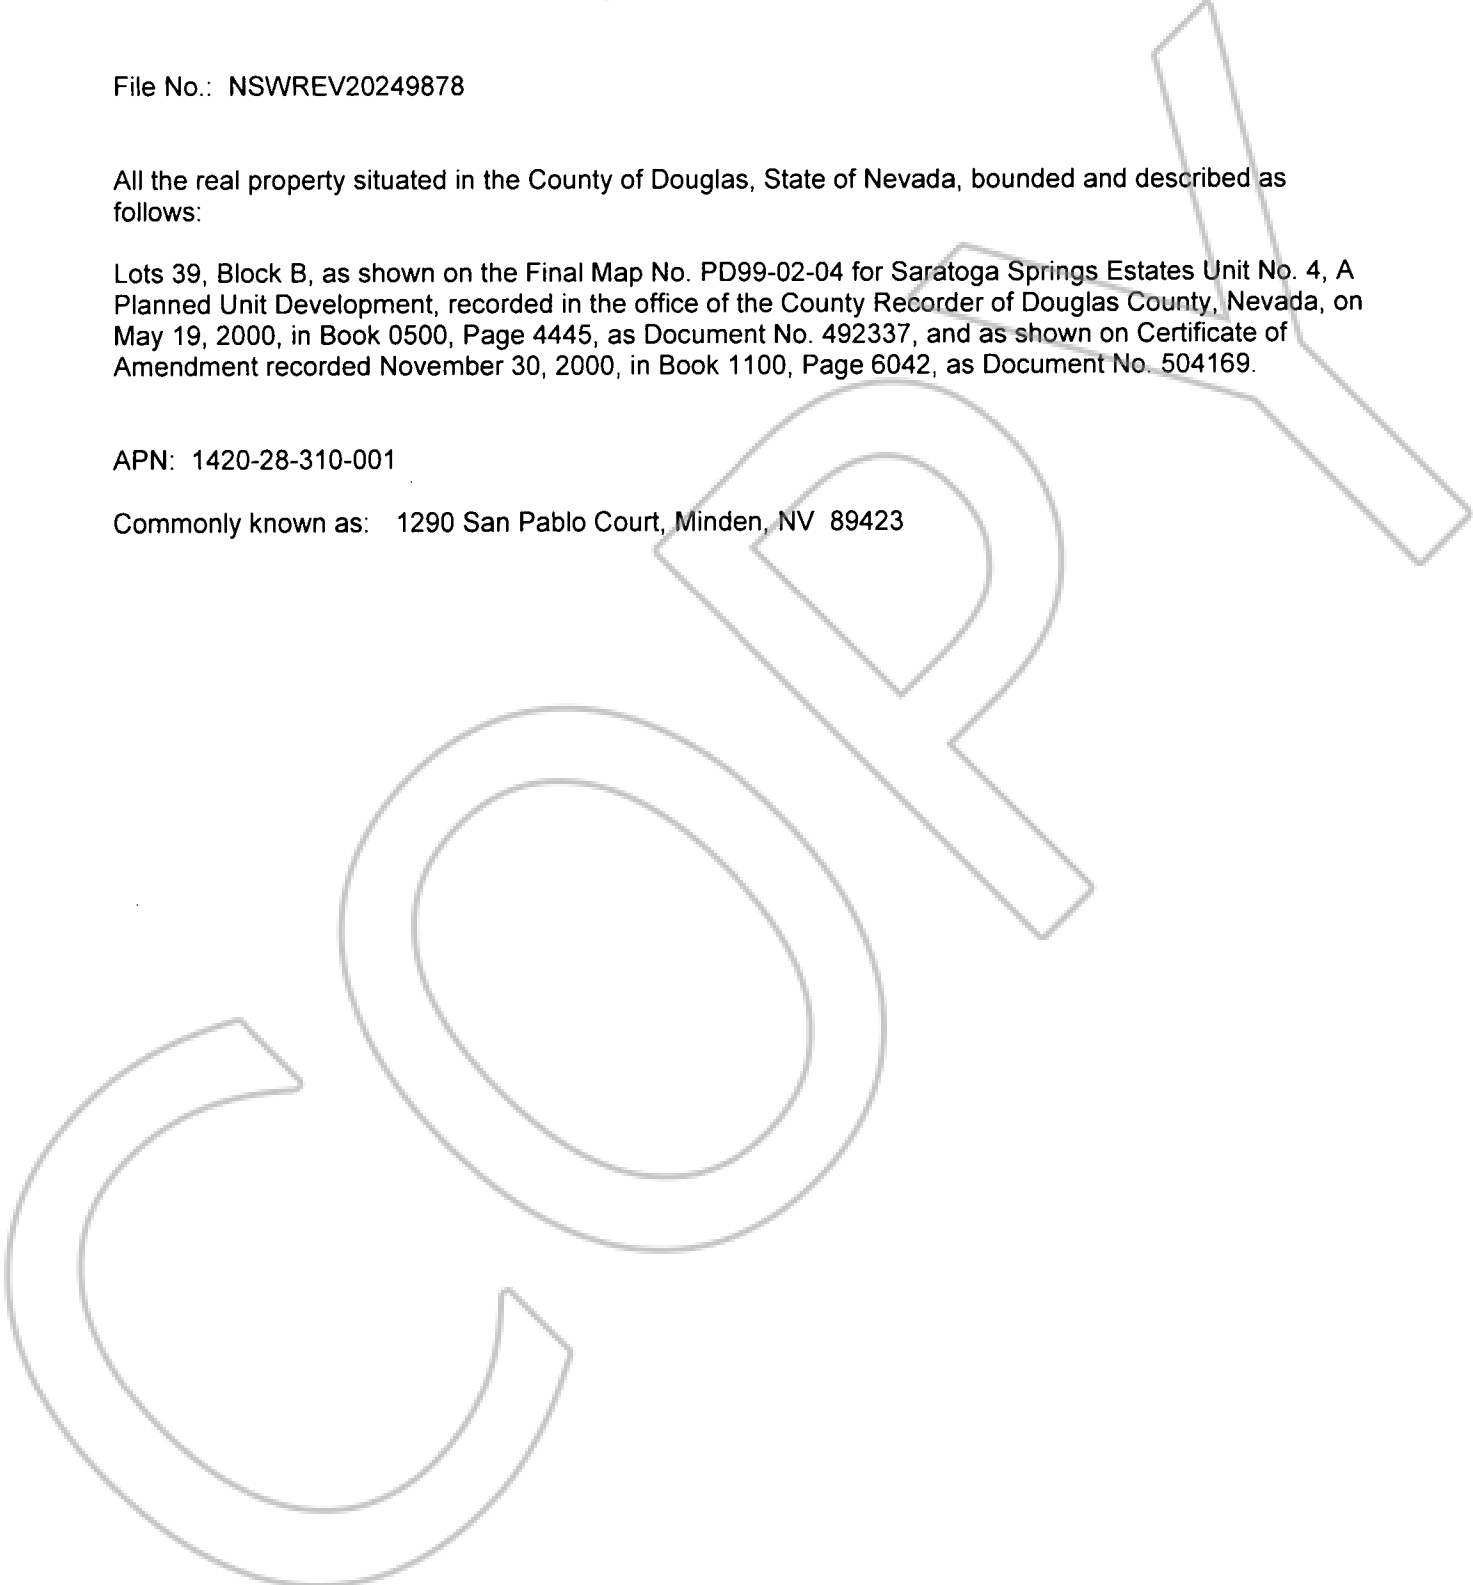 File No.: NSWREV20249878
All the real property situated in the County of Douglas, State of Nevada, bounded and described as
follows:
Lots 39, Block B, as shown on the Final Map No. PD99-02-04 for Saratoga Springs Estates Unit No. 4, A
Planned Unit Development, recorded in the office of the County Recorder of Douglas County, Nevada, on
May 19, 2000, in Book 0500, Page 4445, as Document No. 492337, and as shown on Certificate of
Amendment recorded November 30, 2000, in Book 1100, Page 6042, as Document No. 504169.
APN: 1420-28-310-001
Commonly known as: 1290 San Pablo Court, Minden, NV 89423
COPY